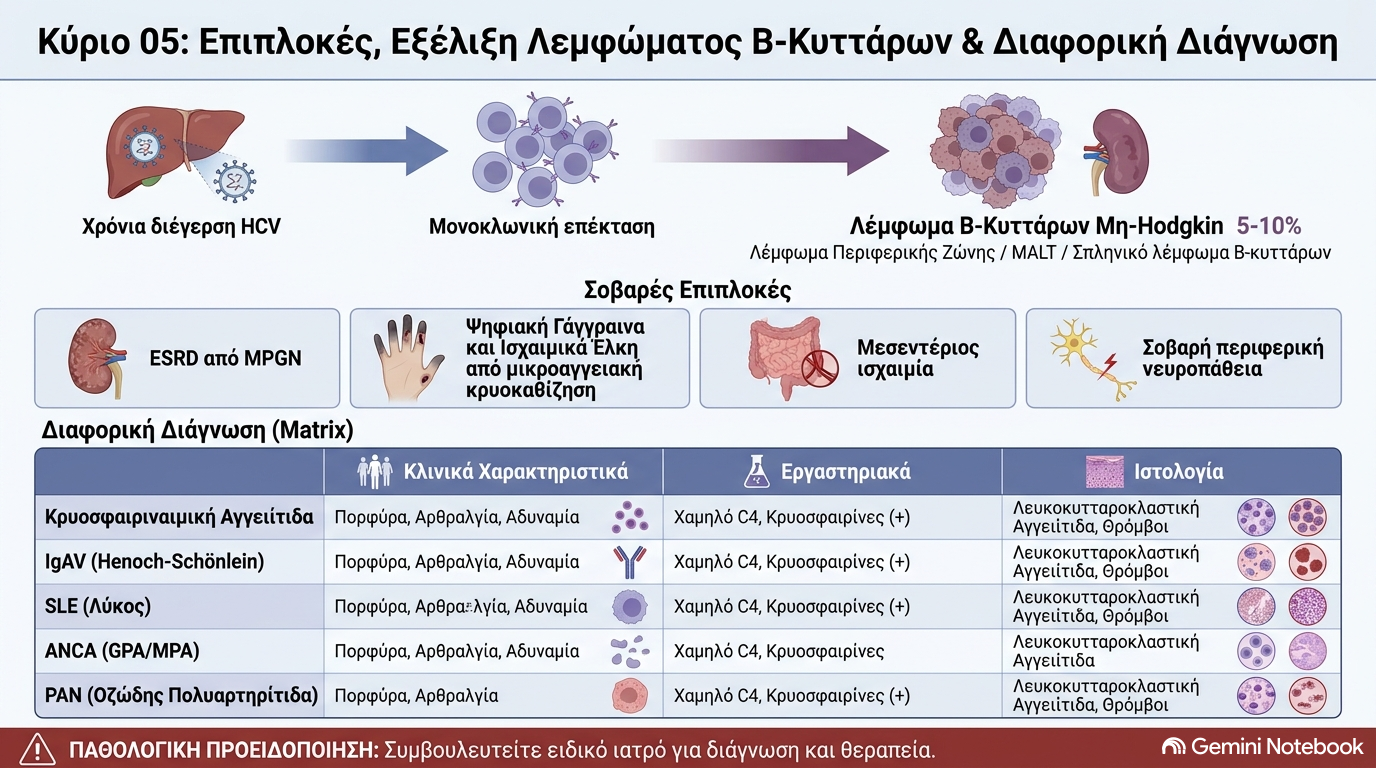 Κύριο 05: Επιπλοκές, Εξέλιξη Λεμφώματος Β-Κυττάρων & Διαφορική Διάγνωση
Χρόνια διέγερση HCV
Μονοκλωνική επέκταση
Λέμφωμα Β-Κυττάρων Μη-Hodgkin 5-10%
Λέμφωμα Περιφερικής Ζώνης / MALT / Σπληνικό λέμφωμα Β-κυττάρων
Σοβαρές Επιπλοκές
ESRD από MPGN
Ψηφιακή Γάγγραινα
και Ισχαιμικά Έλκη
από μικροαγγειακή
κρυοκαθίζηση
Μεσεντέριος
ισχαιμία
Σοβαρή περιφερική
νευροπάθεια
Διαφορική Διάγνωση (Matrix)
Κλινικά Χαρακτηριστικά
Εργαστηριακά
Ιστολογία
Κρυοσφαιριναιμική Αγγειίτιδα
Πορφύρα, Αρθραλγία, Αδυναμία
Χαμηλό C4, Κρυοσφαιρίνες (+)
Λευκοκυτταροκλαστική
Αγγειίτιδα, Θρόμβοι
IgAV (Henoch-Schönlein)
Πορφύρα, Αρθραλγία, Αδυναμία
Χαμηλό C4, Κρυοσφαιρίνες (+)
Λευκοκυτταροκλαστική
Αγγειίτιδα, Θρόμβοι
SLE (Λύκος)
Πορφύρα, Αρθραλγία, Αδυναμία
Χαμηλό C4, Κρυοσφαιρίνες (+)
Λευκοκυτταροκλαστική
Αγγειίτιδα, Θρόμβοι
ANCA (GPA/MPA)
Πορφύρα, Αρθραλγία, Αδυναμία
Χαμηλό C4, Κρυοσφαιρίνες
Λευκοκυτταροκλαστική
Αγγειίτιδα
PAN (Οζώδης Πολυαρτηρίτιδα)
Πορφύρα, Αρθραλγία
Χαμηλό C4, Κρυοσφαιρίνες (+)
Λευκοκυτταροκλαστική
Αγγειίτιδα, Θρόμβοι
ΠΑΘΟΛΟΓΙΚΗ ΠΡΟΕΙΔΟΠΟΙΗΣΗ: Συμβουλευτείτε ειδικό ιατρό για διάγνωση και θεραπεία.
Gemini Notebook